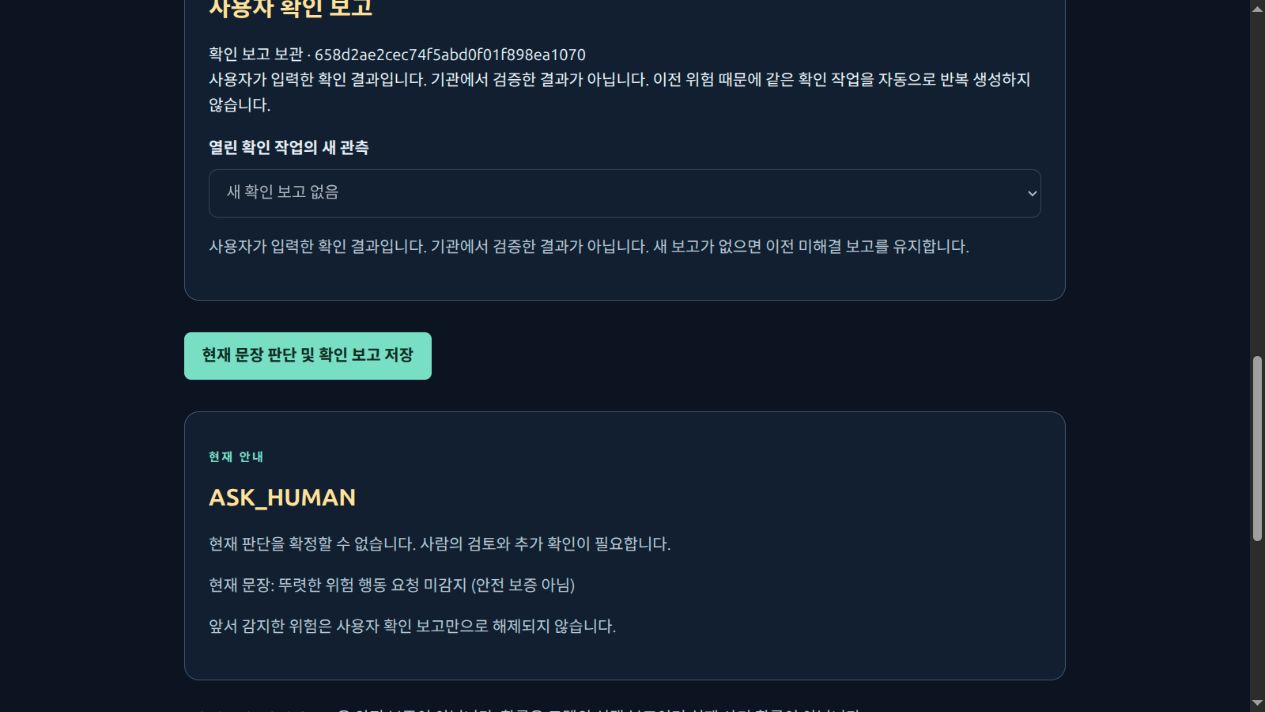 사용자 확인 보고
확인 보고 보관 · 658d2ae2cec74f5abd0f01f898ea1070
사용자가 입력한 확인 결과입니다. 기관에서 검증한 결과가 아닙니다. 이전 위험 때문에 같은 확인 작업을 자동으로 반복 생성하지
않습니다.
열린 확인 작업의 새 관측
새 확인 보고 없음
사용자가 입력한 확인 결과입니다. 기관에서 검증한 결과가 아닙니다. 새 보고가 없으면 이전 미해결 보고를 유지합니다.
현재 문장 판단 및 확인 보고 저장
현재 안내
ASK_HUMAN
현재 판단을 확정할 수 없습니다. 사람의 검토와 추가 확인이 필요합니다.
현재 문장: 뚜렷한 위험 행동 요청 미감지 (안전 보증 아님)
앞서 감지한 위험은 사용자 확인 보고만으로 해제되지 않습니다.